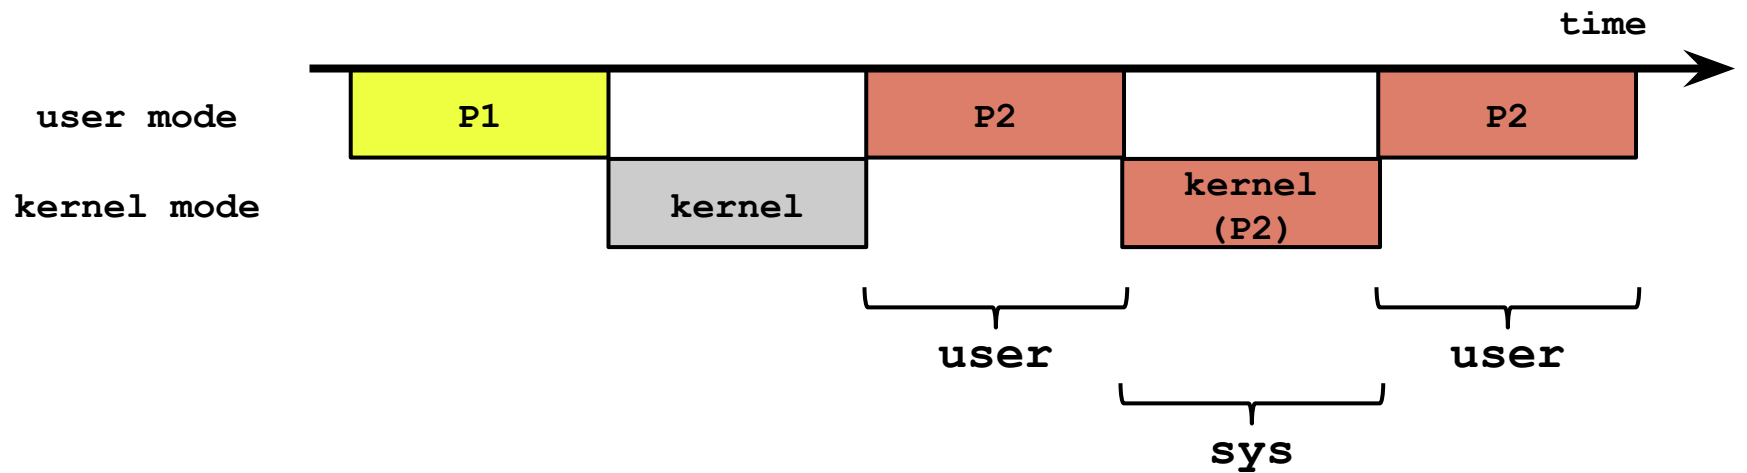 time
user mode
P1
P2
P2
kernel mode
kernel
kernel
(P2)
user
user
sys